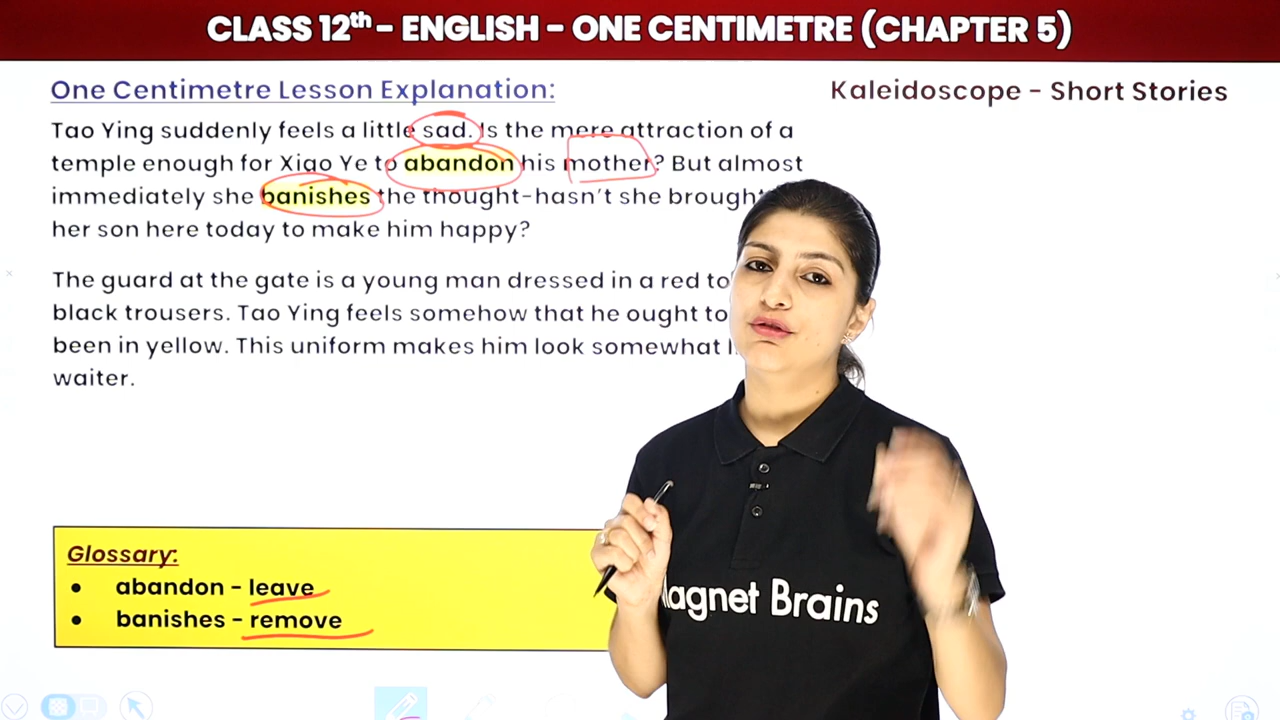 CLASS 12th - ENGLISH - ONE CENTIMETRE (CHAPTER 5)
One Centimetre Lesson Explanation:
Kaleidoscope - Short Stories
Tao Ying suddenly feels a little sad. Is the mere attraction of a
temple enough for Xiao Ye to abandon his mother? But almost
immediately she banishes the thought-hasn't she brought
her son here today to make him happy?
The guard at the gate is a young man dressed in a red
black trousers. Tao Ying feels somehow that he ought to
been in yellow. This uniform makes him look somewhat
waiter.
Glossary:
• abandon - leave
• banishes - remove
Magnet Brains